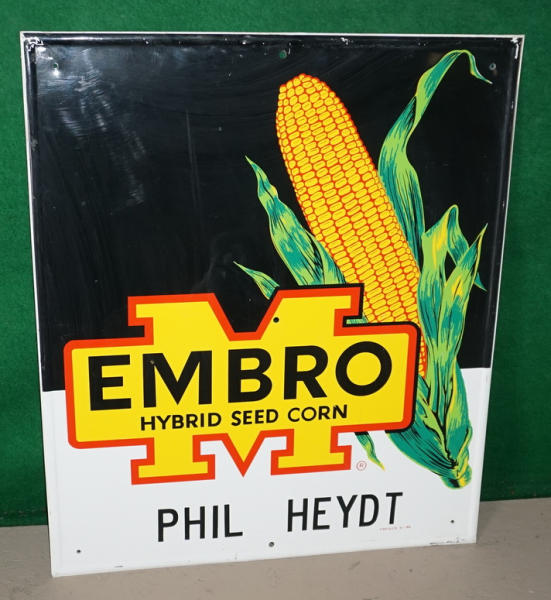 M
EMBRO
HYBRID SEED CORN
®
PHIL HEYDT